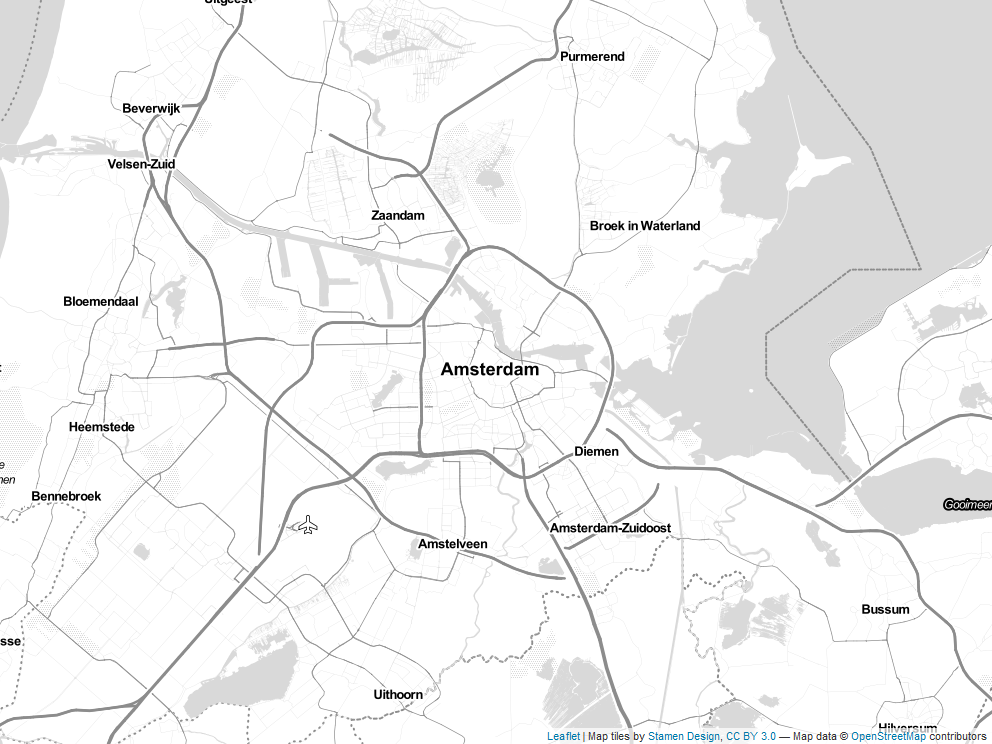 Uitgeest
Purmerend
Beverwijk
Velsen-Zuid
Zaandam
Broek in Waterland
Bloemendaal
Amsterdam
Heemstede
Diemen
Bennebroek
Gooimeer
Amsterdam-Zuidoost
Amstelveen
Bussum
sse
Uithoorn
Hilversum
Leaflet | Map tiles by Stamen Design, CC BY 3.0 — Map data © OpenStreetMap contributors